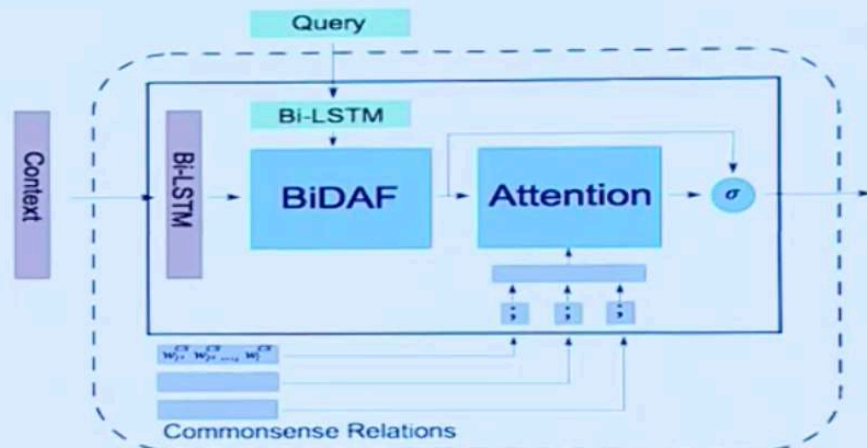 Query
Bi-LSTM
Context
Bi-LSTM
BiDAF
Attention
σ
; ; ;
Commonsense Relations